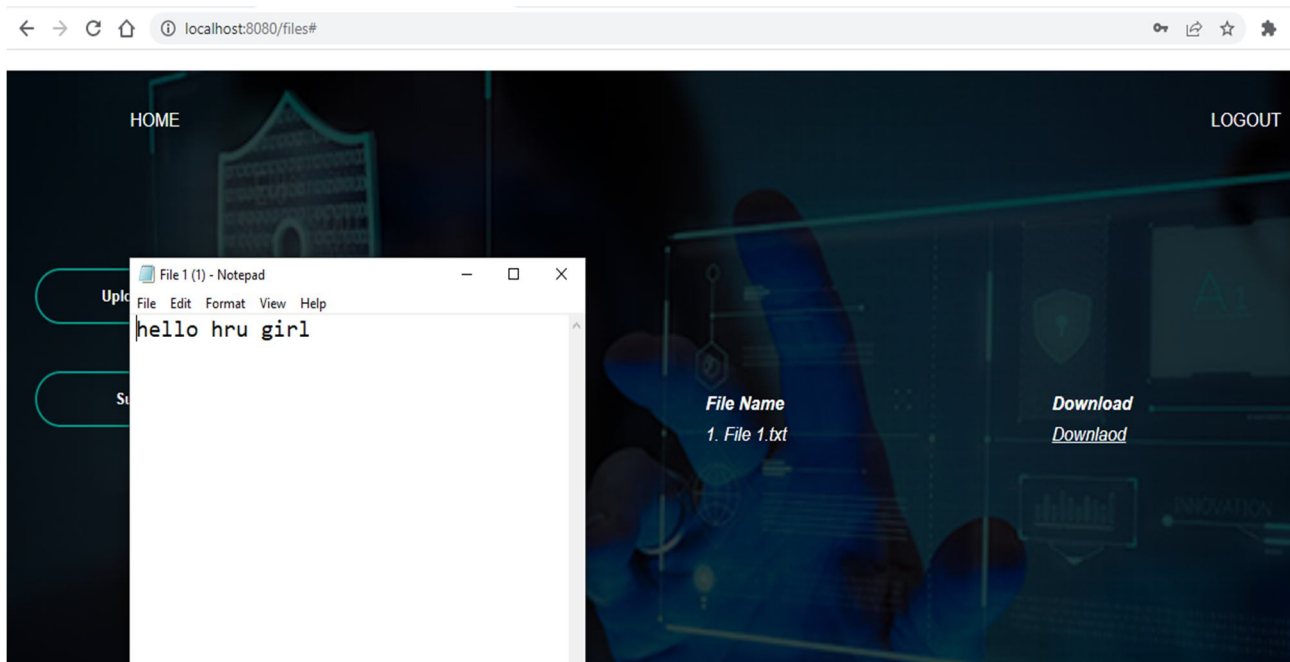 localhost:8080/files#
HOME
LOGOUT
File 1 (1) - Notepad
File Edit Format View Help
hello hru girl
File Name
Download
1. File 1.txt
Downlaod
INNOVATION